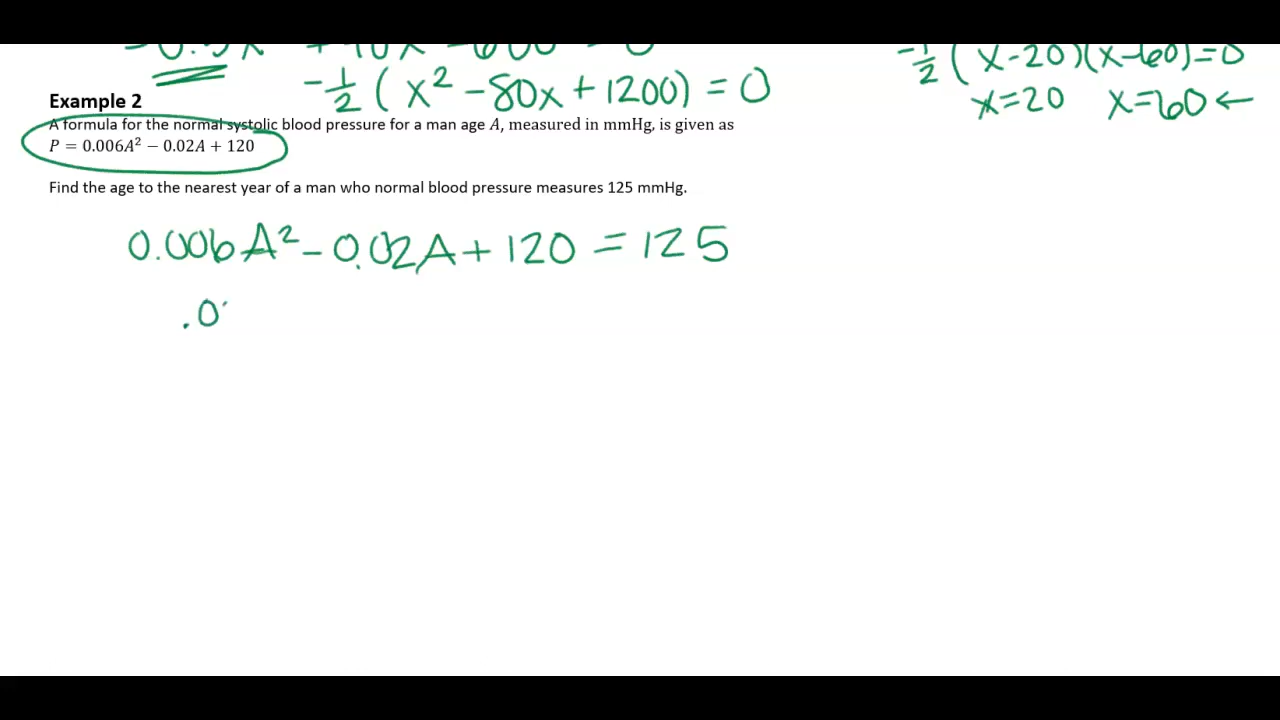 -½(x-20)(x-60)=0
-½(x² -80x+1200)=0
x=20 x=60←
Example 2
A formula for the normal systolic blood pressure for a man age A, measured in mmHg, is given as
P = 0.006A² − 0.02A + 120
Find the age to the nearest year of a man who normal blood pressure measures 125 mmHg.
0.006A² - 0.02A + 120 = 125
.0